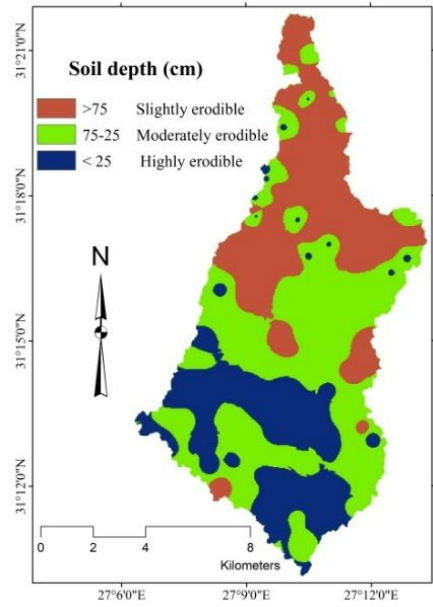 Soil depth (cm)
>75 Slightly erodible
75-25 Moderately erodible
< 25 Highly erodible
N
31°21'0"N
31°18'0"N
31°15'0"N
31°12'0"N
0 2 4 8
Kilometers
27°6'0"E 27°9'0"E 27°12'0"E